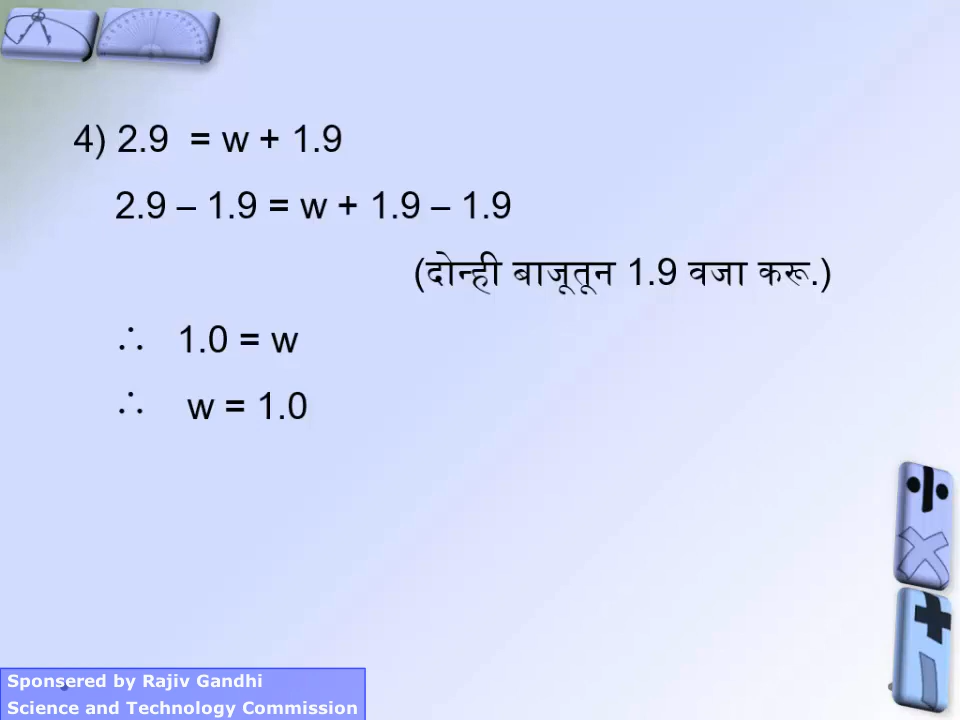 4) 2.9 = w + 1.9
2.9 – 1.9 = w + 1.9 – 1.9
(दोन्ही बाजूतून 1.9 वजा करू.)
∴ 1.0 = w
∴ w = 1.0
Sponsered by Rajiv Gandhi
Science and Technology Commission